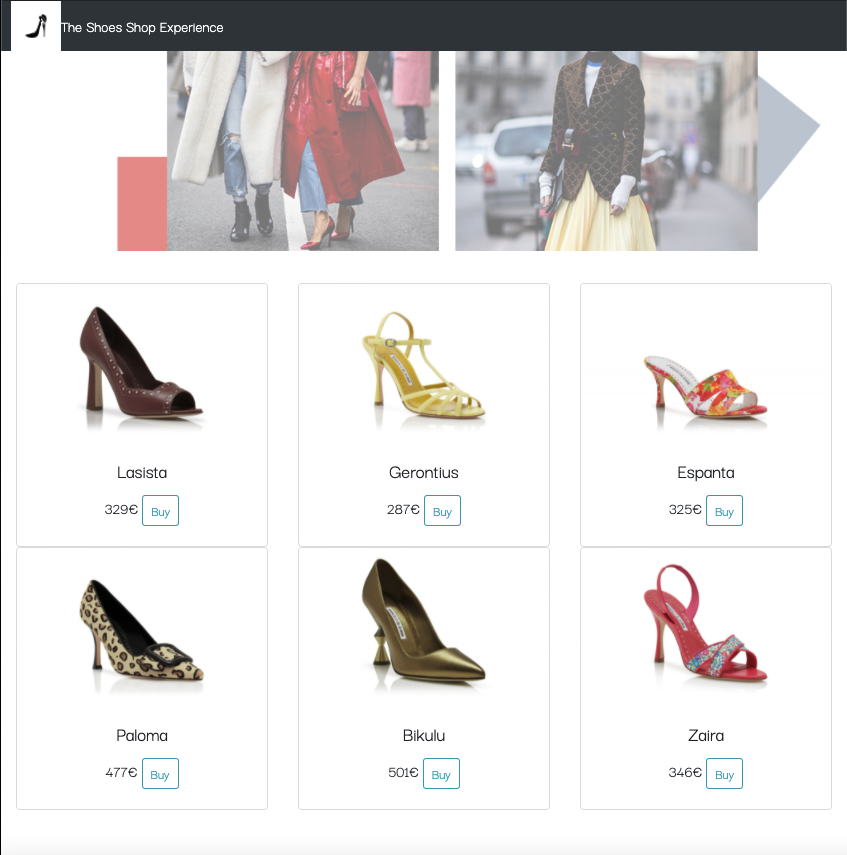 The Shoes Shop Experience
Lasista
329€ Buy
Gerontius
287€ Buy
Espanta
325€ Buy
Paloma
477€ Buy
Bikulu
501€ Buy
Zaira
346€ Buy